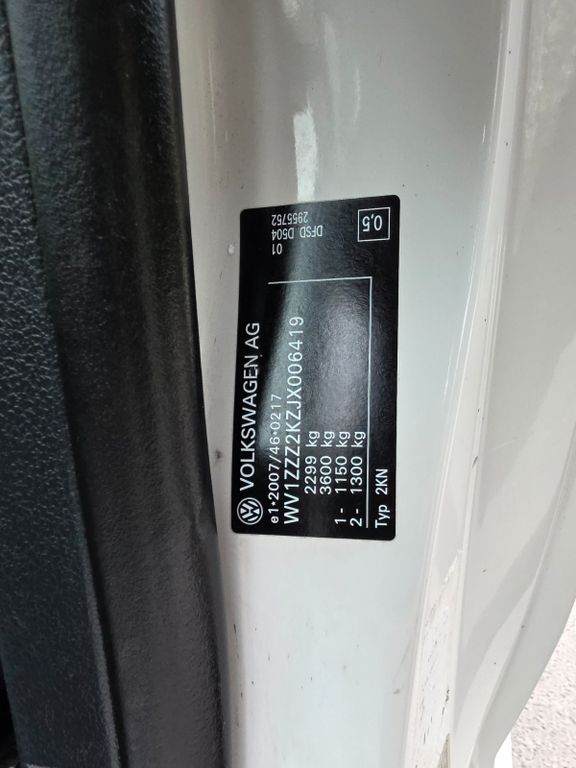 VOLKSWAGEN AG
e1*2007/46*0217
WV1ZZZ2KZJX006419
2299 kg
3600 kg
1- 1150 kg
2- 1300 kg
Typ 2KN
01
DFSD D504
2955752
0,5